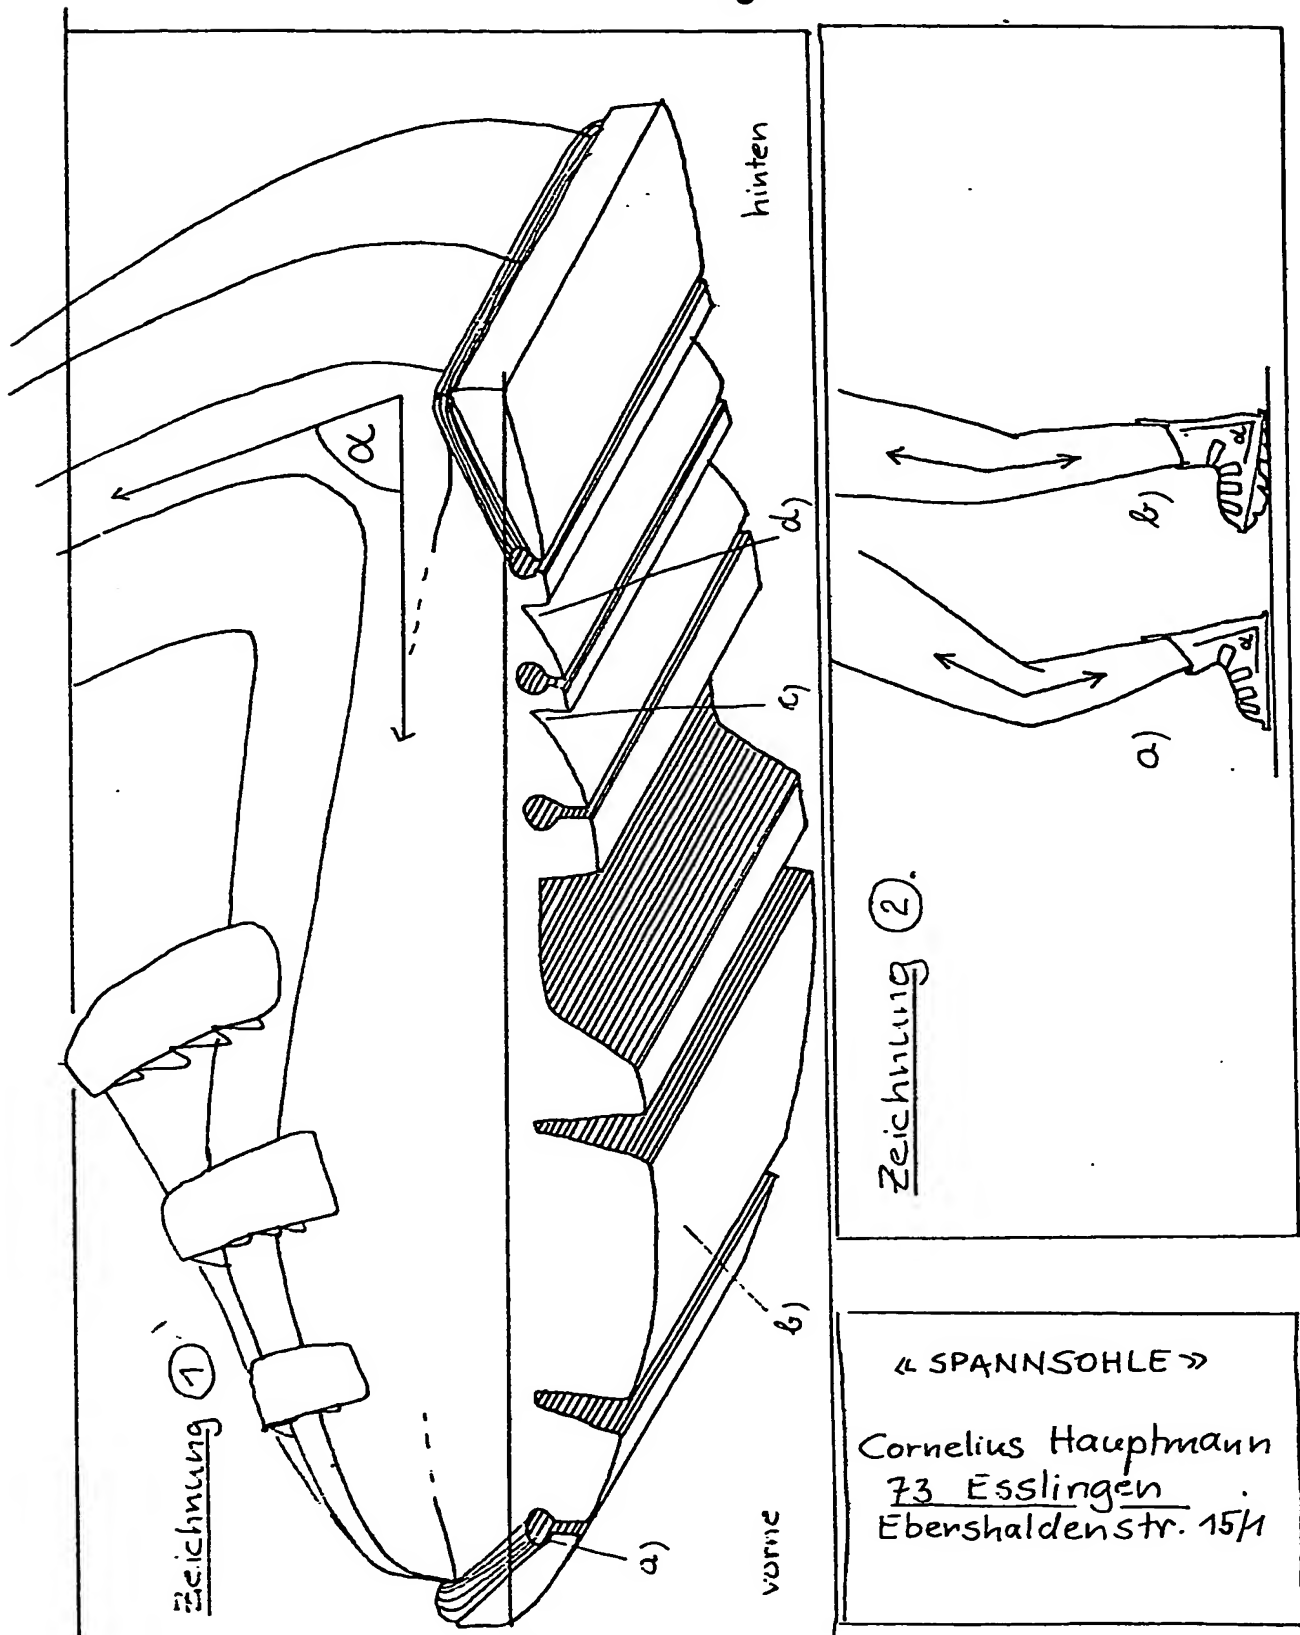 Zeichnung ①
α
hinten
vorne
a)
b)
c)
d)
Zeichnung ②.
a)
α
b)
α
« SPANNSOHLE »
Cornelius Hauptmann
73 Esslingen
Ebershaldenstr. 15/1